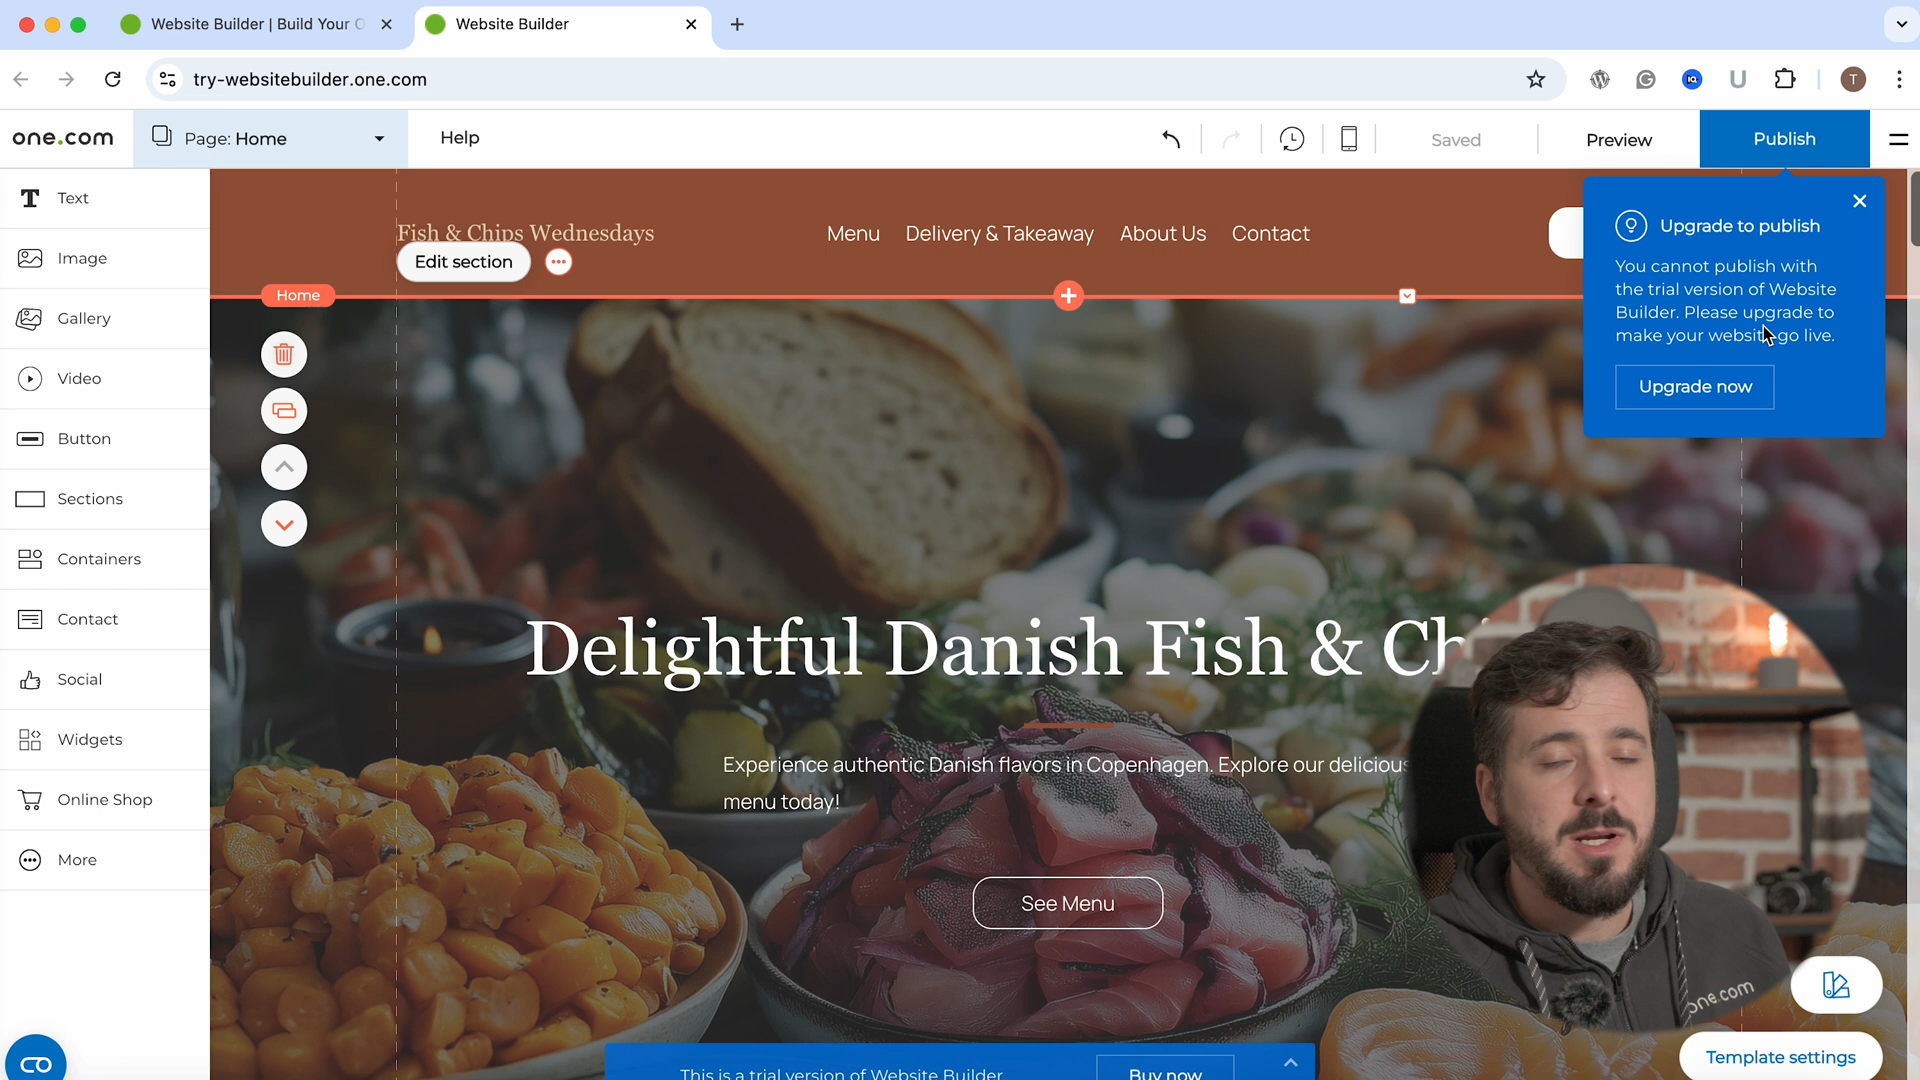 Website Builder | Build Your O
Website Builder
try-websitebuilder.one.com
T
one.com
Page: Home
Help
Saved
Preview
Publish
Text
Image
Gallery
Video
Button
Sections
Containers
Contact
Social
Widgets
Online Shop
More
Fish & Chips Wednesdays
Menu
Delivery & Takeaway
About Us
Contact
Edit section
Home
Upgrade to publish
You cannot publish with
the trial version of Website
Builder. Please upgrade to
make your website go live.
Upgrade now
Delightful Danish Fish & Ch
Experience authentic Danish flavors in Copenhagen. Explore our delicious
menu today!
See Menu
one.com
Template settings
This is a trial version of Website Builder
Buy now